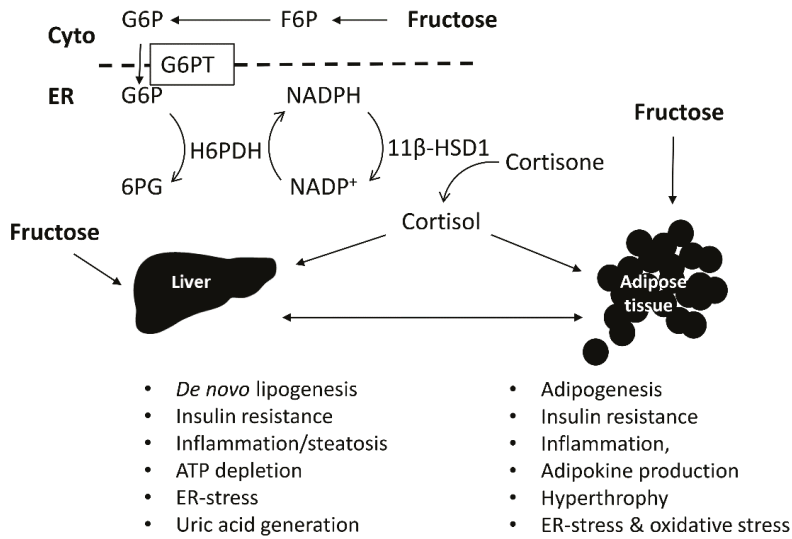 G6P F6P Fructose
Cyto
G6PT
ER G6P NADPH
Fructose
H6PDH 11β-HSD1
Cortisone
6PG NADP+
Cortisol
Fructose
Liver
Adipose
tissue
• De novo lipogenesis
• Insulin resistance
• Inflammation/steatosis
• ATP depletion
• ER-stress
• Uric acid generation
• Adipogenesis
• Insulin resistance
• Inflammation,
• Adipokine production
• Hyperthrophy
• ER-stress & oxidative stress